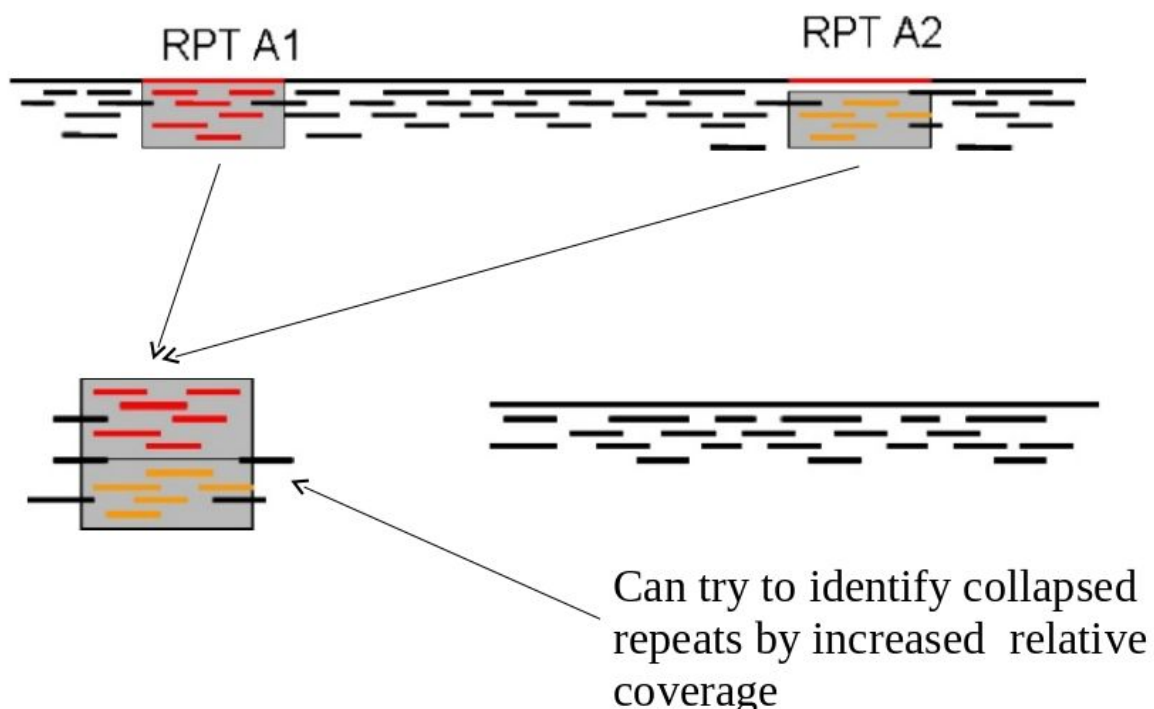 RPT A1
RPT A2
Can try to identify collapsed
repeats by increased relative
coverage